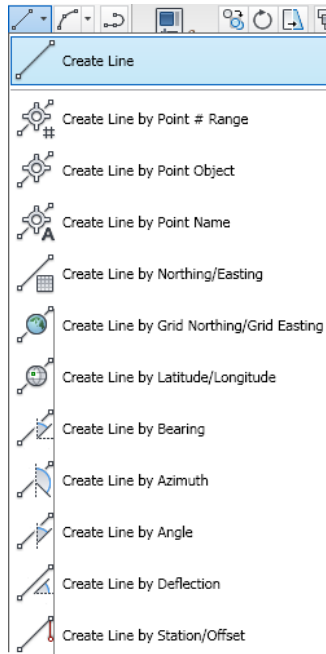 Create Line
Create Line by Point # Range
Create Line by Point Object
Create Line by Point Name
Create Line by Northing/Easting
Create Line by Grid Northing/Grid Easting
Create Line by Latitude/Longitude
Create Line by Bearing
Create Line by Azimuth
Create Line by Angle
Create Line by Deflection
Create Line by Station/Offset